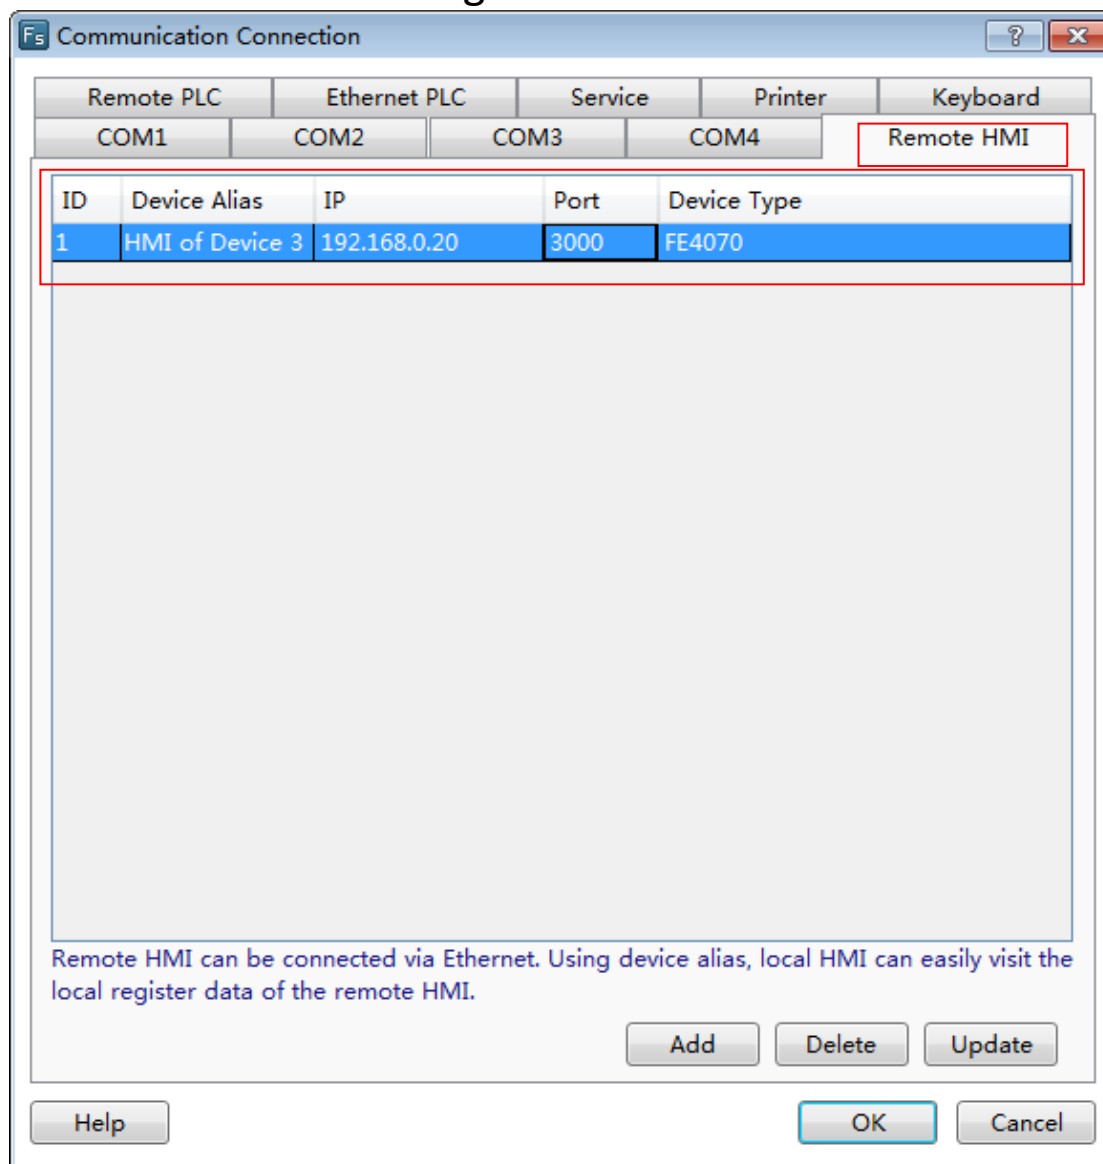 g
Fs Communication Connection
Remote PLC Ethernet PLC Service Printer Keyboard
COM1 COM2 COM3 COM4 Remote HMI
ID Device Alias IP Port Device Type
1 HMI of Device 3 192.168.0.20 3000 FE4070
Remote HMI can be connected via Ethernet. Using device alias, local HMI can easily visit the
local register data of the remote HMI.
Add Delete Update
Help OK Cancel